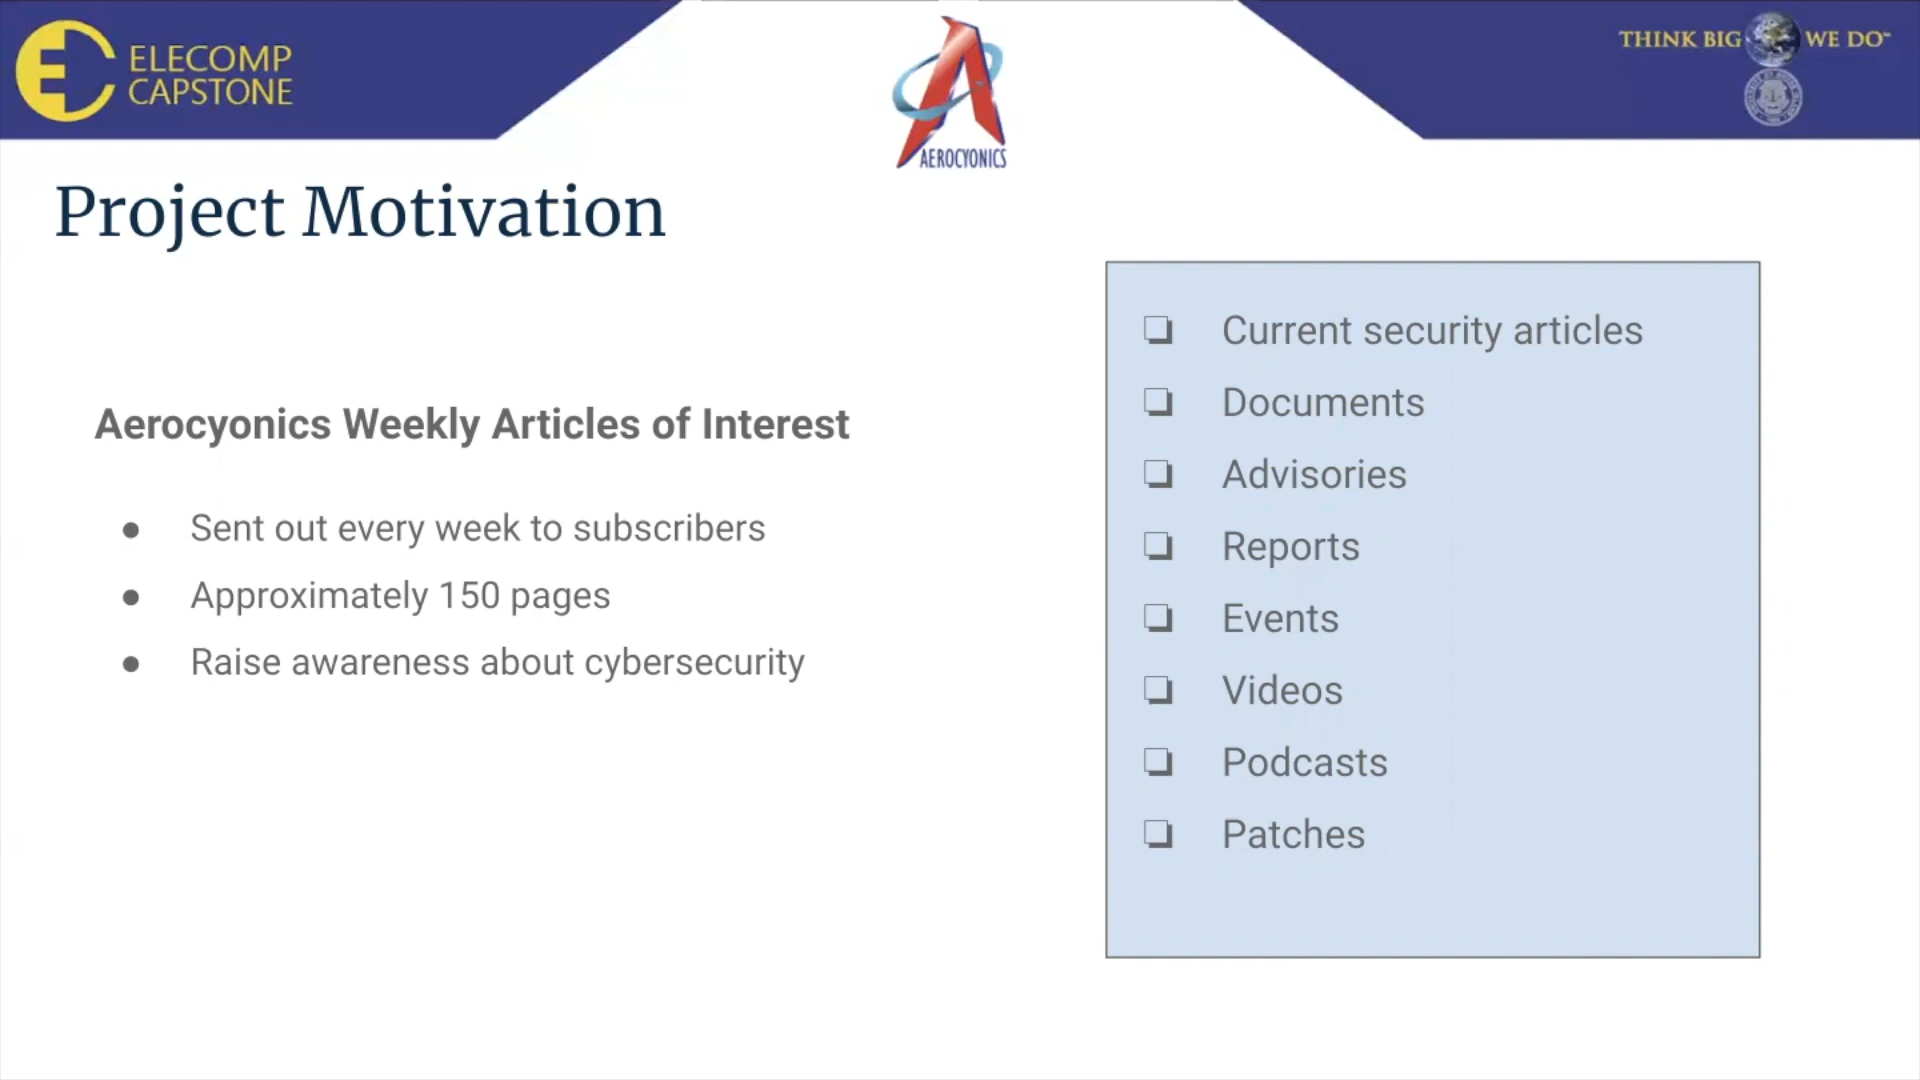 ELECOMP
CAPSTONE
AEROCYONICS
THINK BIG WE DO℠
Project Motivation
Aerocyonics Weekly Articles of Interest
● Sent out every week to subscribers
● Approximately 150 pages
● Raise awareness about cybersecurity
❏ Current security articles
❏ Documents
❏ Advisories
❏ Reports
❏ Events
❏ Videos
❏ Podcasts
❏ Patches